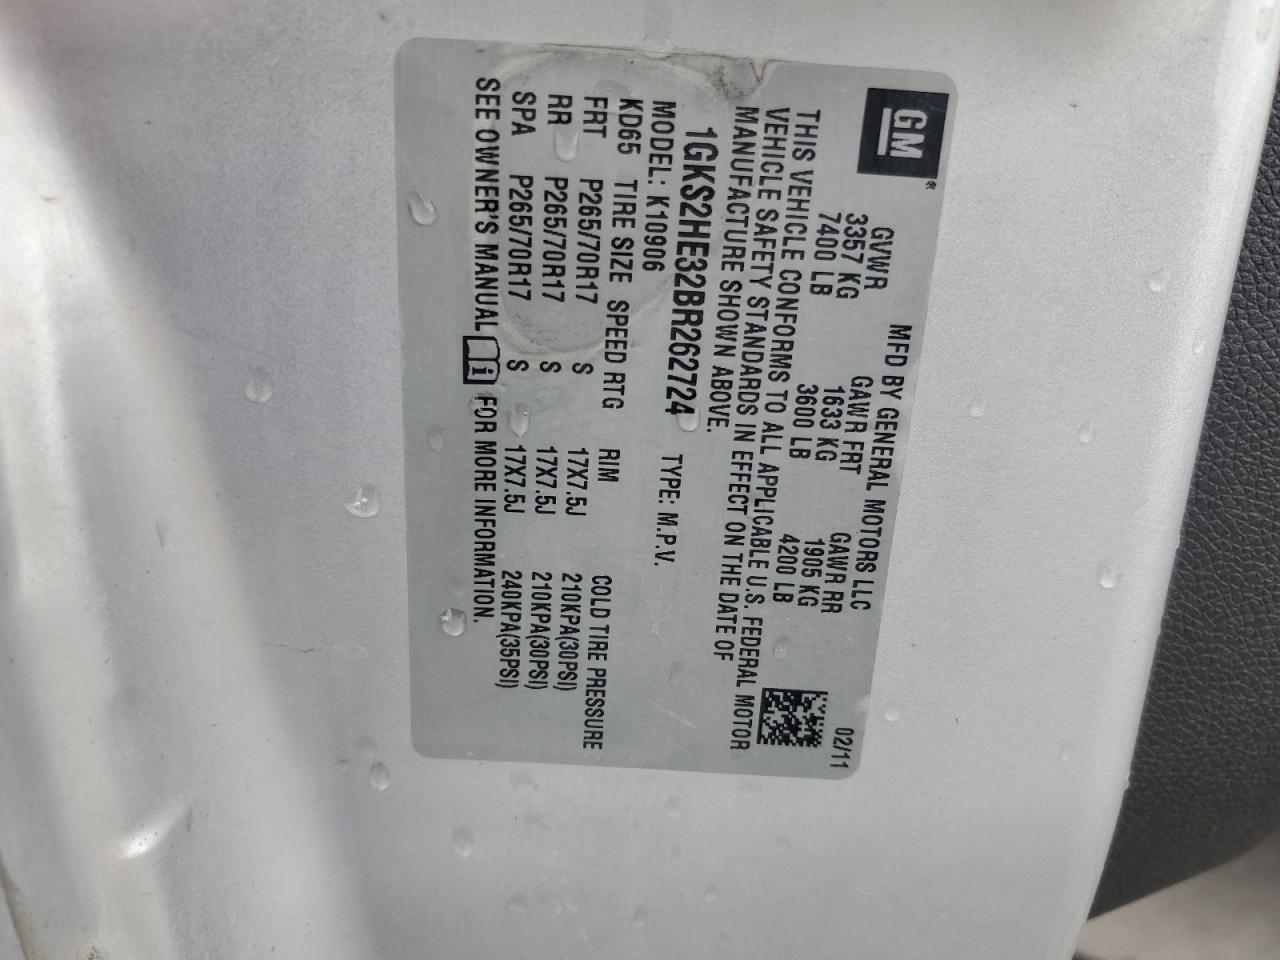 GM
MFD BY GENERAL MOTORS LLC
02/11
GVWR GAWR FRT GAWR RR
3357 KG 1633 KG 1905 KG
7400 LB 3600 LB 4200 LB
THIS VEHICLE CONFORMS TO ALL APPLICABLE U.S. FEDERAL MOTOR
VEHICLE SAFETY STANDARDS IN EFFECT ON THE DATE OF
MANUFACTURE SHOWN ABOVE.
1GKS2HE32BR262724
MODEL: K10906 TYPE: M.P.V.
KD65 TIRE SIZE SPEED RTG RIM COLD TIRE PRESSURE
FRT P265/70R17 S 17X7.5J 210KPA(30PSI)
RR P265/70R17 S 17X7.5J 210KPA(30PSI)
SPA P265/70R17 S 17X7.5J 240KPA(35PSI)
SEE OWNER'S MANUAL i FOR MORE INFORMATION.